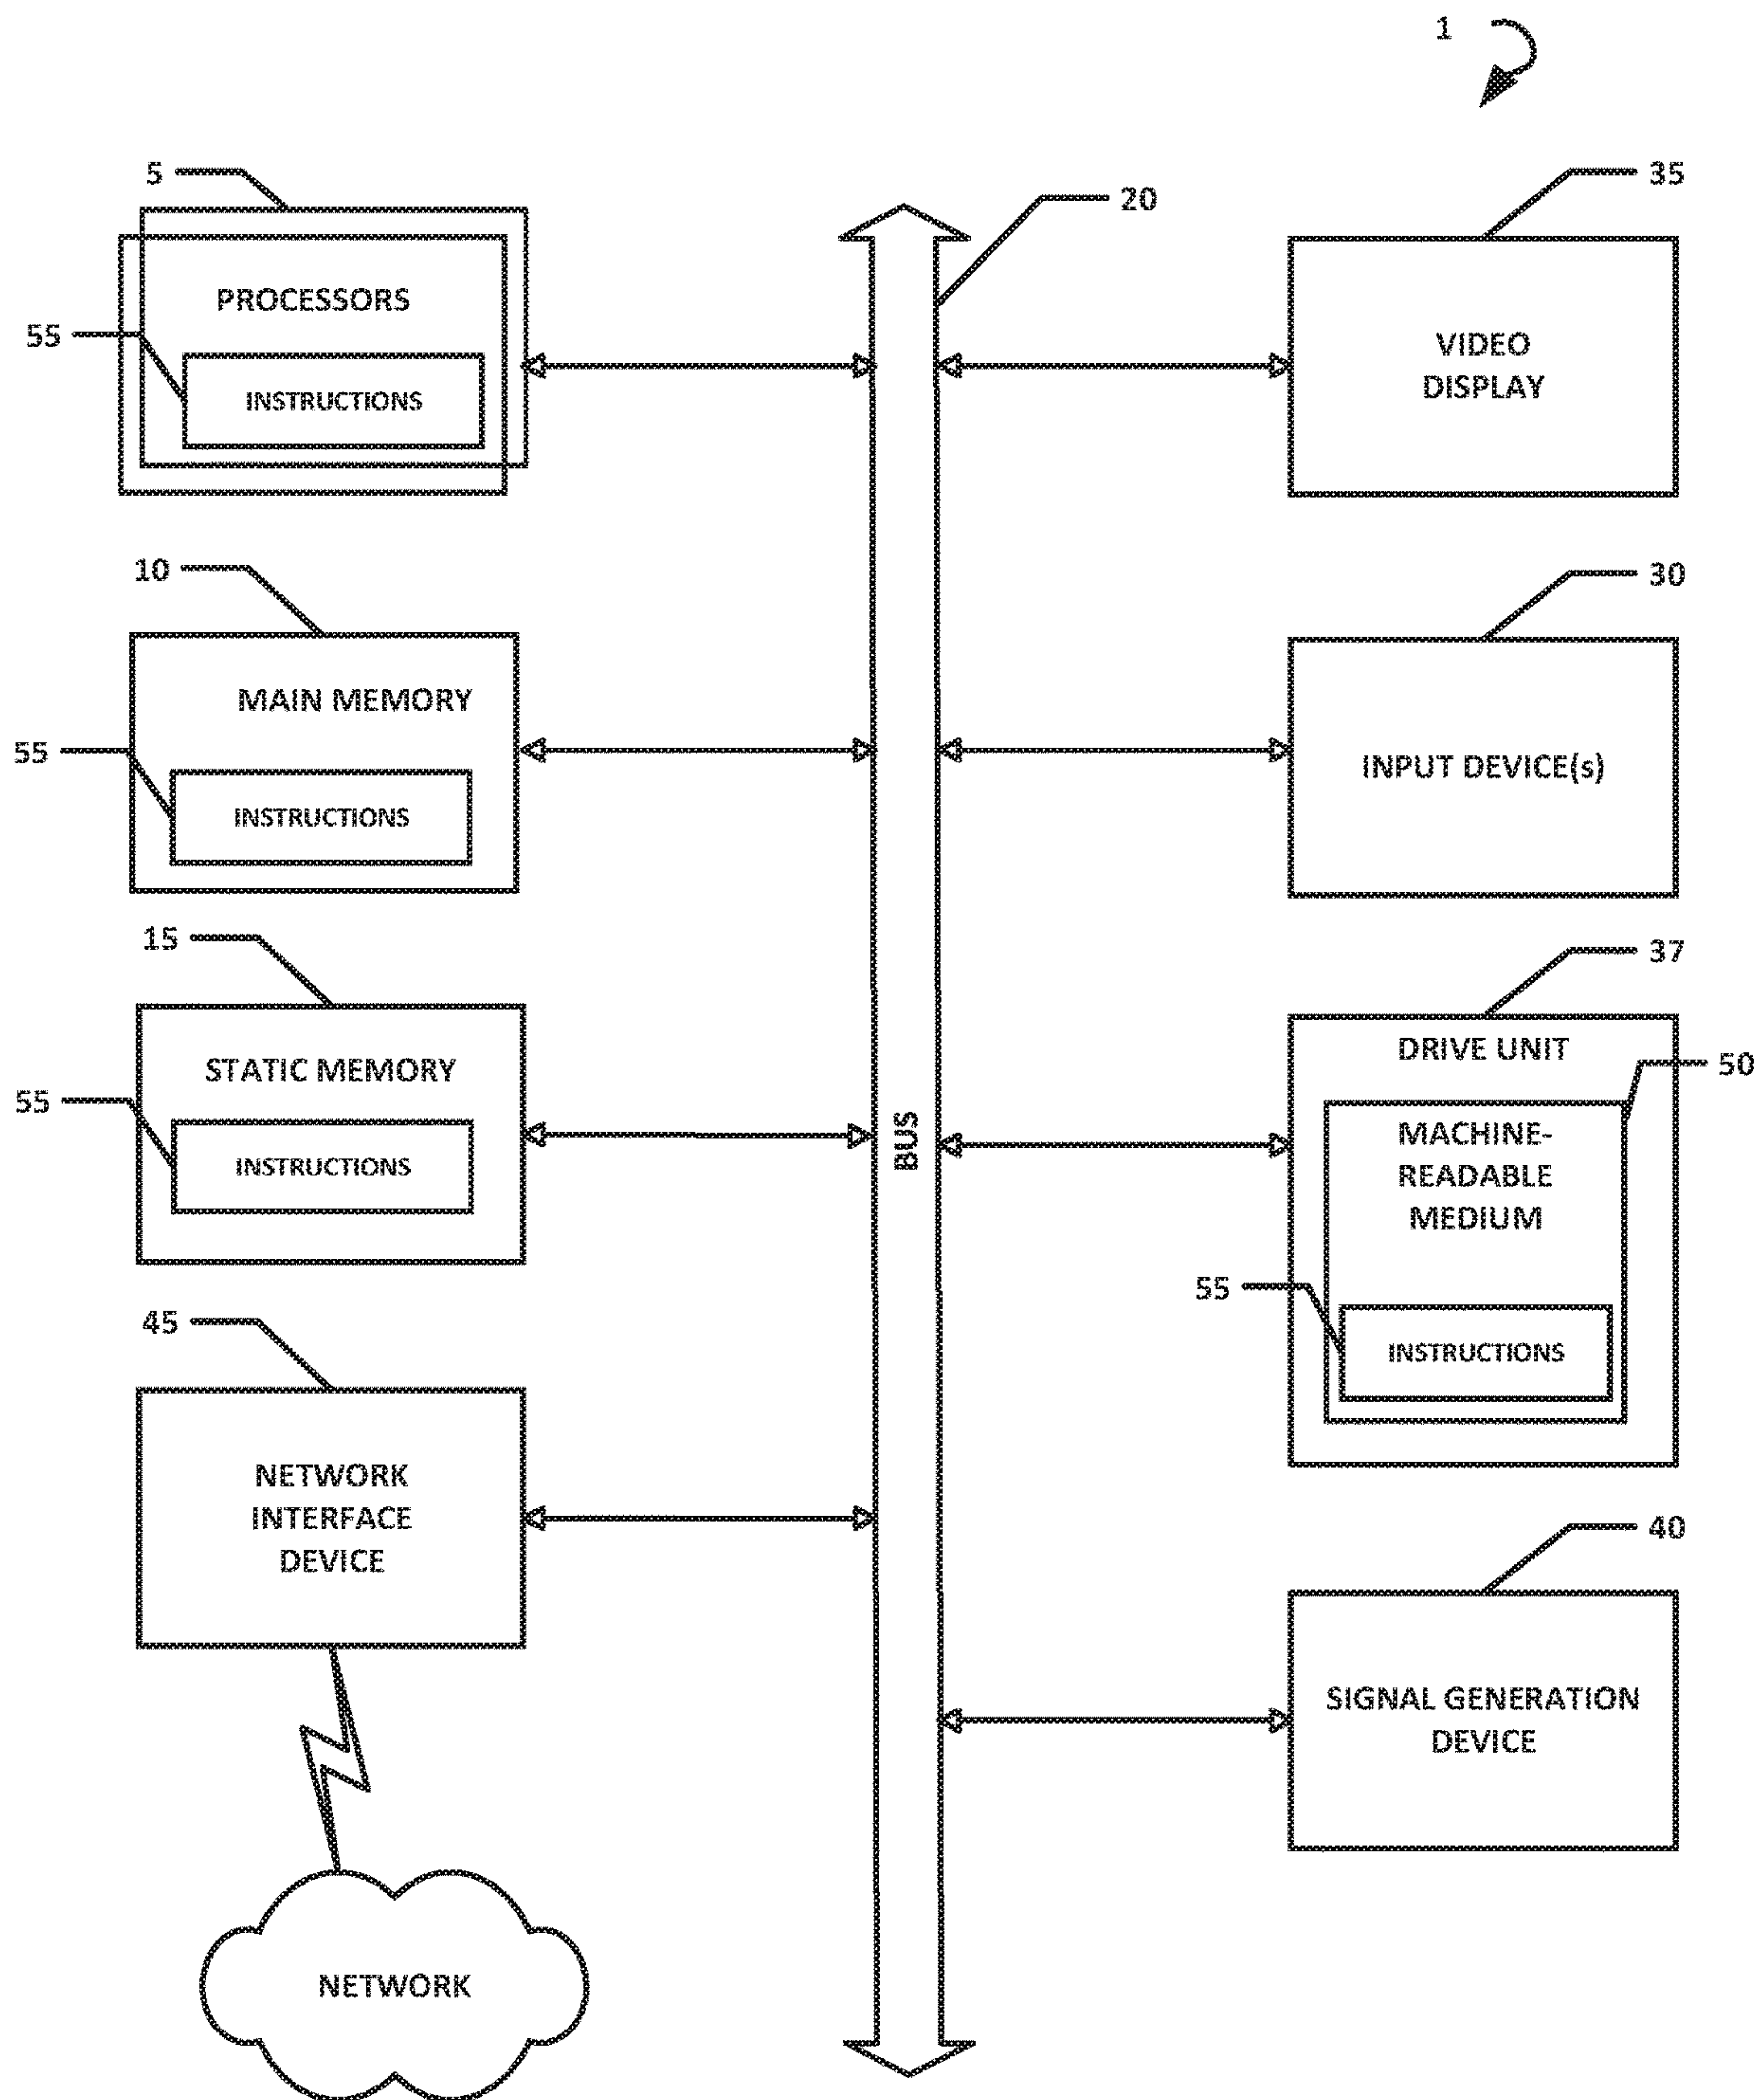 1
5
PROCESSORS
55
INSTRUCTIONS
10
MAIN MEMORY
55
INSTRUCTIONS
15
STATIC MEMORY
55
INSTRUCTIONS
45
NETWORK
INTERFACE
DEVICE
NETWORK
20
BUS
35
VIDEO
DISPLAY
30
INPUT DEVICE(s)
37
DRIVE UNIT
50
MACHINE-
READABLE
MEDIUM
55
INSTRUCTIONS
40
SIGNAL GENERATION
DEVICE